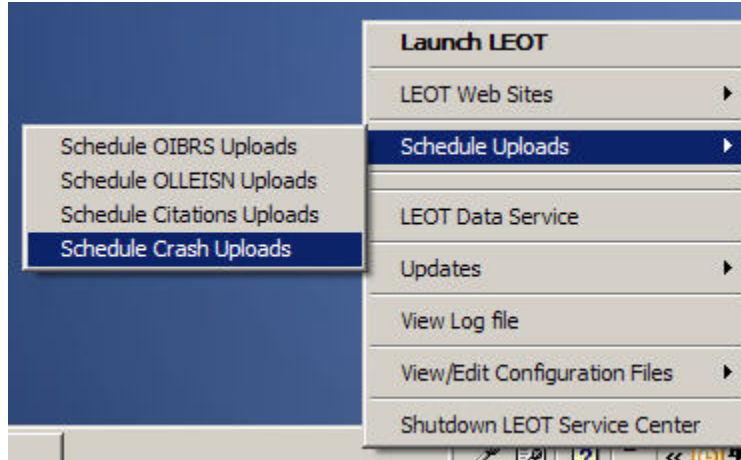 Launch LEOT
LEOT Web Sites
Schedule Uploads
Schedule OIBRS Uploads
Schedule OLLEISN Uploads
Schedule Citations Uploads
Schedule Crash Uploads
LEOT Data Service
Updates
View Log file
View/Edit Configuration Files
Shutdown LEOT Service Center